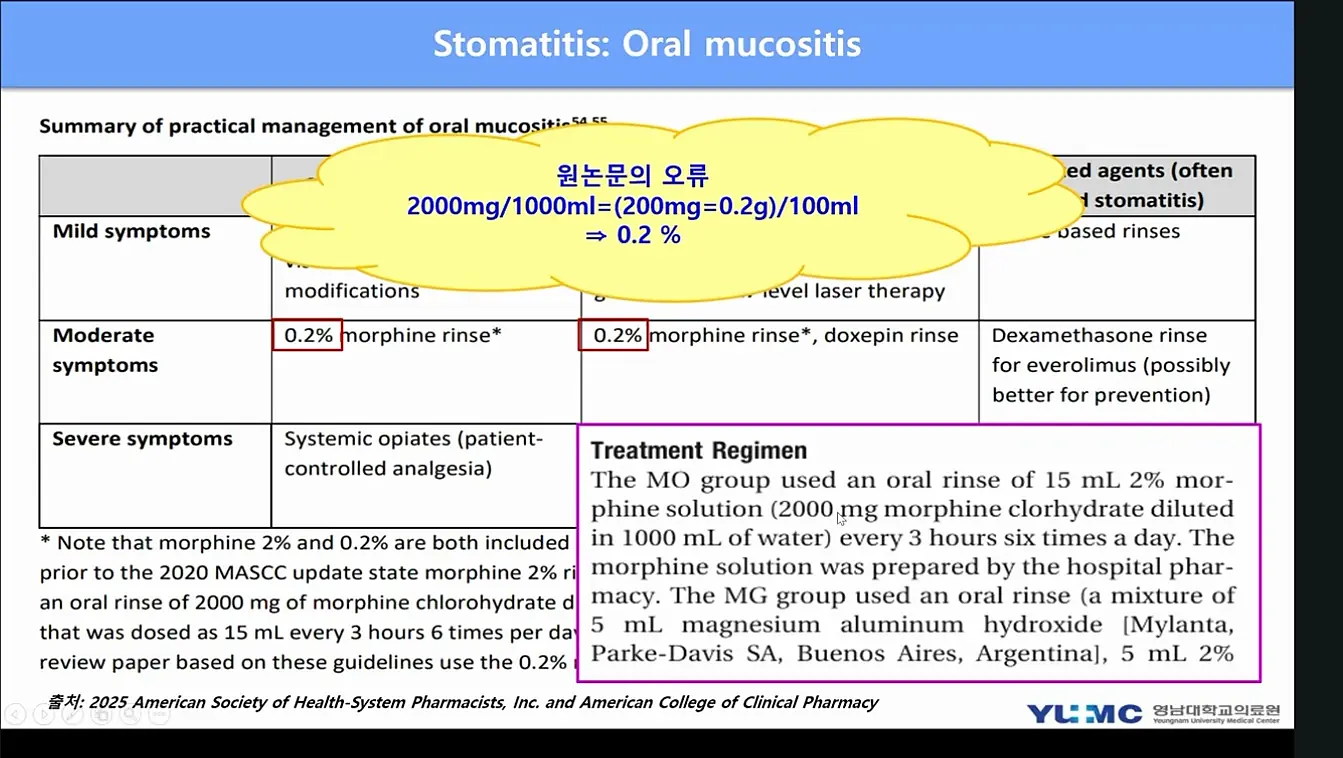 Stomatitis: Oral mucositis
Summary of practical management of oral mucositis54,55
원논문의 오류
2000mg/1000ml=(200mg=0.2g)/100ml
⇒ 0.2 %
ed agents (often
stomatitis)
Mild symptoms
modifications
level laser therapy
based rinses
Moderate
symptoms
0.2% morphine rinse*
0.2% morphine rinse*, doxepin rinse
Dexamethasone rinse
for everolimus (possibly
better for prevention)
Severe symptoms
Systemic opiates (patient-
controlled analgesia)
Treatment Regimen
The MO group used an oral rinse of 15 mL 2% mor-
phine solution (2000 mg morphine clorhydrate diluted
in 1000 mL of water) every 3 hours six times a day. The
morphine solution was prepared by the hospital phar-
macy. The MG group used an oral rinse (a mixture of
5 mL magnesium aluminum hydroxide [Mylanta,
Parke-Davis SA, Buenos Aires, Argentina], 5 mL 2%
* Note that morphine 2% and 0.2% are both included
prior to the 2020 MASCC update state morphine 2% ri
an oral rinse of 2000 mg of morphine chlorohydrate d
that was dosed as 15 mL every 3 hours 6 times per day
review paper based on these guidelines use the 0.2%
출처: 2025 American Society of Health-System Pharmacists, Inc. and American College of Clinical Pharmacy
YUMC 영남대학교의료원
Yeungnam University Medical Center